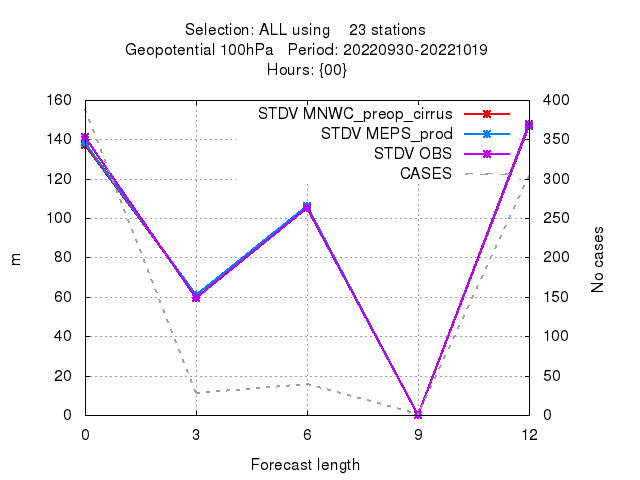 Selection: ALL using 23 stations
Geopotential 100hPa Period: 20220930-20221019
Hours: {00}
160 400
STDV MNWC_preop_cirrus
140 350
STDV MEPS_prod
STDV OBS
120 300
CASES
100 250
m
80 200
No cases
60 150
40 100
20 50
0 0
0 3 6 9 12
Forecast length